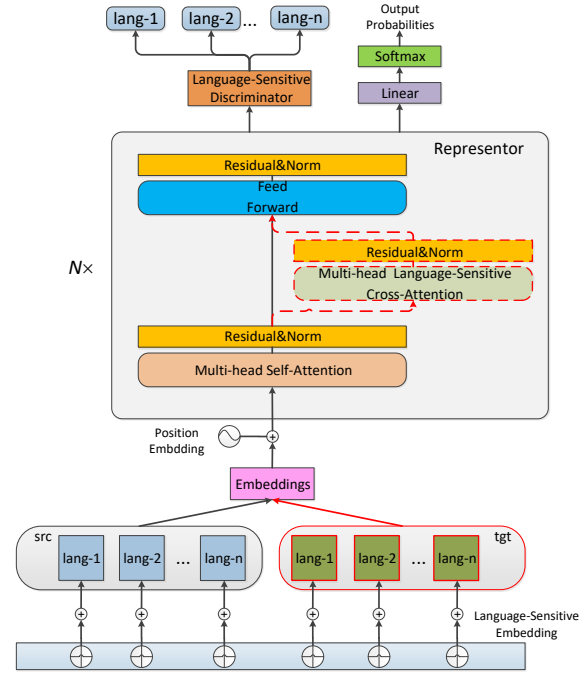 lang-1 lang-2 ... lang-n
Output
Probabilities
Softmax
Language-Sensitive
Discriminator
Linear
Representor
Residual&Norm
Feed
Forward
N×
Residual&Norm
Multi-head Language-Sensitive
Cross-Attention
Residual&Norm
Multi-head Self-Attention
Position
Embdding
Embeddings
src
tgt
lang-1 lang-2 ... lang-n
lang-1 lang-2 ... lang-n
Language-Sensitive
Embedding